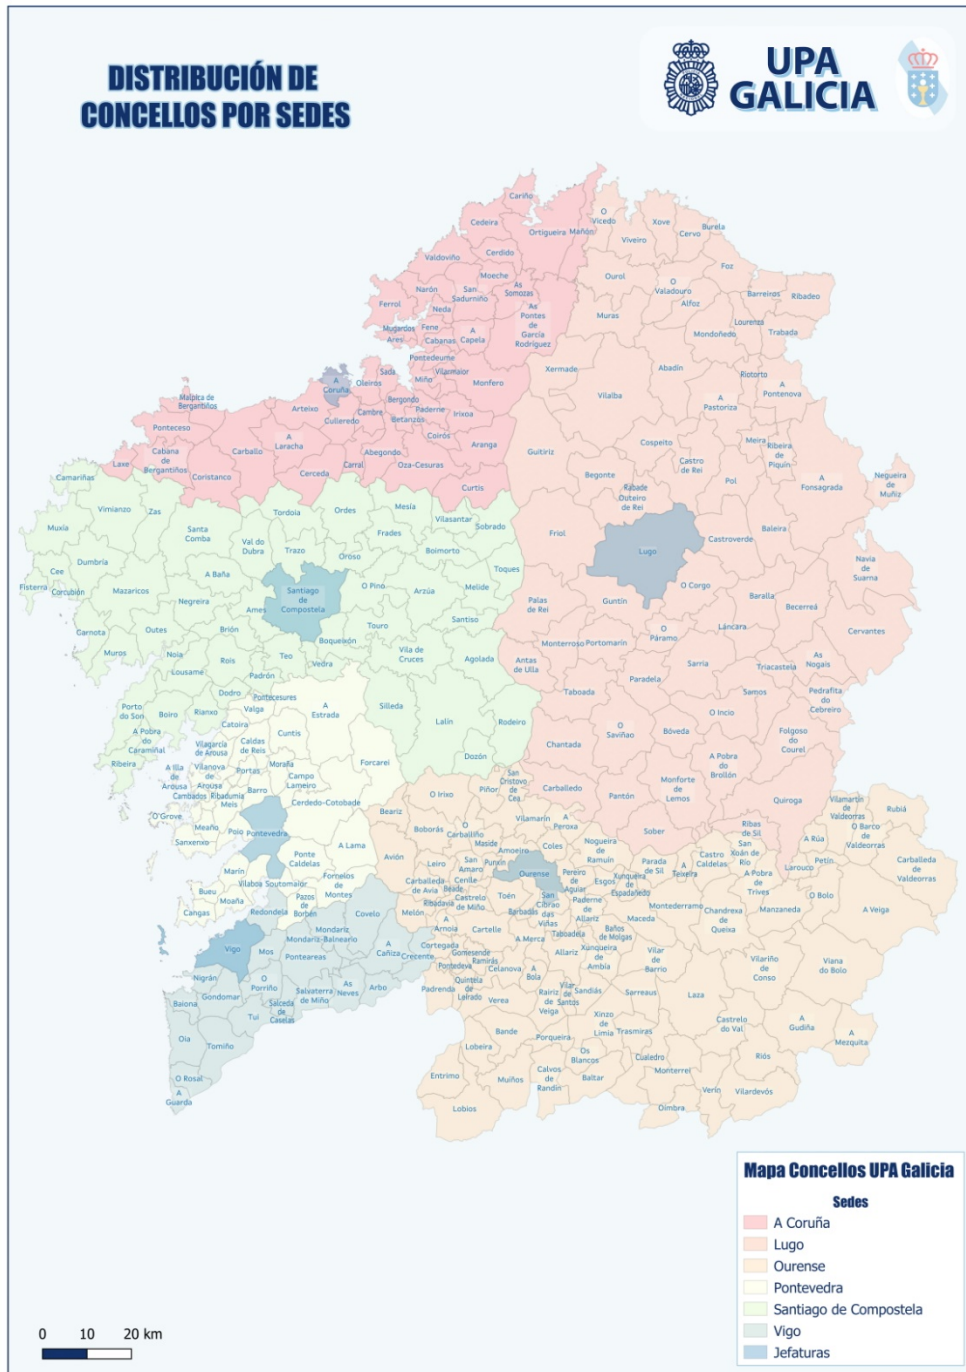 DISTRIBUCIÓN DE
CONCELLOS POR SEDES
UPA
GALICIA
Cariño
Cedeira
Ortigueira
Mañón
O
Vicedo
Xove
Burela
Viveiro
Cervo
Valdoviño
Cerdido
Moeche
As
Somozas
Ourol
O
Valadouro
Foz
Narón
San
Sadurniño
Alfoz
Barreiros
Ribadeo
Ferrol
Neda
As
Pontes
de
García
Rodríguez
Muras
Lourenzá
Mondoñedo
Trabada
Mugardos
Ares
Fene
Cabanas
A
Capela
Pontedeume
Vilarmaior
Xermade
Abadín
Riotorto
A
Pontenova
A
Coruña
Sada
Oleiros
Miño
Monfero
Vilalba
A
Pastoriza
Malpica de
Bergantiños
Arteixo
Bergondo
Cambre
Paderne
Betanzos
Irixoa
Culleredo
Ponteceso
A
Laracha
Coirós
Aranga
Guitiriz
Cospeito
Meira
Ribeira
de
Piquín
Cabana
de
Bergantiños
Carballo
Carral
Abegondo
Oza-Cesuras
Castro
de Rei
Laxe
Coristanco
Cerceda
Curtis
Begonte
Pol
A
Fonsagrada
Negueira
de
Muñiz
Camariñas
Rábade
Outeiro
de Rei
Vimianzo
Zas
Tordoia
Ordes
Mesía
Vilasantar
Sobrado
Muxía
Santa
Comba
Val do
Dubra
Trazo
Frades
Friol
Lugo
Castroverde
Baleira
Oroso
Boimorto
Dumbría
Cee
A Baña
Santiago
de
Compostela
O Pino
Arzúa
Toques
Melide
Navia
de
Suarna
Fisterra
Corcubión
Mazaricos
Negreira
Ames
O Corgo
Baralla
Palas
de Rei
Guntín
Becerreá
Carnota
Outes
Brión
Boqueixón
Touro
Santiso
Cervantes
Muros
Noia
Rois
Teo
Vedra
Vila de
Cruces
Agolada
Monterroso
Portomarín
O
Páramo
Láncara
Lousame
Padrón
Antas
de Ulla
Sarria
Triacastela
As
Nogais
Dodro
Pontecesures
Valga
Taboada
Paradela
Samos
Pedrafita
do
Cebreiro
Porto
do Son
Boiro
Rianxo
Catoira
A
Estrada
Silleda
Lalín
Rodeiro
O
Saviñao
Bóveda
O Incio
Folgoso
do
Courel
A Pobra
do
Caramiñal
Cuntis
Caldas
de Reis
Ribeira
Vilagarcía
de Arousa
Dozón
Chantada
A Pobra
do
Brollón
A Illa
de
Arousa
Vilanova
de
Arousa
Portas
Moraña
Forcarei
Cambados
Ribadumia
Meis
Barro
Campo
Lameiro
San
Cristovo
de
Cea
Carballedo
Pantón
Monforte
de
Lemos
Quiroga
O Irixo
Piñor
Vilamartín
de
Valdeorras
Rubiá
O Grove
Meaño
Cerdedo-Cotobade
Beariz
Sanxenxo
Poio
Pontevedra
Boborás
O
Carballiño
Vilamarín
A
Peroxa
Sober
Ribas
de Sil
A Rúa
O Barco
de
Valdeorras
Maside
A Lama
Avión
Leiro
San
Amaro
Punxín
Amoeiro
Coles
Nogueira
de
Ramuín
San
Xoán de
Río
Petín
Marín
Ponte
Caldelas
Cenlle
Ourense
Pereiro
de
Aguiar
Parada
de Sil
A
Teixeira
Castro
Caldelas
Larouco
Carballeda
de
Valdeorras
Vilaboa
Soutomaior
Fornelos
de
Montes
Carballeda
de Avia
Beade
Ribadavia
Esgos
Xunqueira
de
Espadañedo
A Pobra
de
Trives
O Bolo
Bueu
Moaña
Pazos
de
Borbén
Castrelo
de Miño
Toén
San
Cibrao
das
Viñas
Paderne
de
Allariz
Cangas
Redondela
Covelo
Melón
Barbadás
Maceda
Montederramo
Chandrexa
de
Queixa
Manzaneda
A Veiga
Mondariz
Mondariz-Balneario
A
Arnoia
Cartelle
Taboadela
Baños
de Molgas
Vigo
Mos
Ponteareas
A
Cañiza
Crecente
Cortegada
A Merca
Allariz
Xunqueira
de
Ambía
Vilar
de
Barrio
Vilariño
de
Conso
Viana
do Bolo
Gomesende
Ramirás
Pontedeva
Celanova
A
Bola
Nigrán
Gondomar
O
Porriño
Salvaterra
de Miño
As
Neves
Arbo
Padrenda
Quintela
de
Leirado
Verea
Rairiz
de
Veiga
Vilar
de
Santos
Sandiás
Sarreaus
Laza
Baiona
Tui
Salceda
de
Caselas
Xinzo
de
Limia
Trasmiras
Castrelo
do Val
A
Gudiña
A
Mezquita
Oia
Tomiño
Bande
Porqueira
Lobeira
Os
Blancos
Cualedro
Monterrei
Riós
O Rosal
A
Guarda
Entrimo
Muíños
Calvos
de
Randín
Baltar
Verín
Vilardevós
Lobios
Oímbra
Mapa Concellos UPA Galicia
Sedes
A Coruña
Lugo
Ourense
Pontevedra
Santiago de Compostela
Vigo
Jefaturas
0 10 20 km